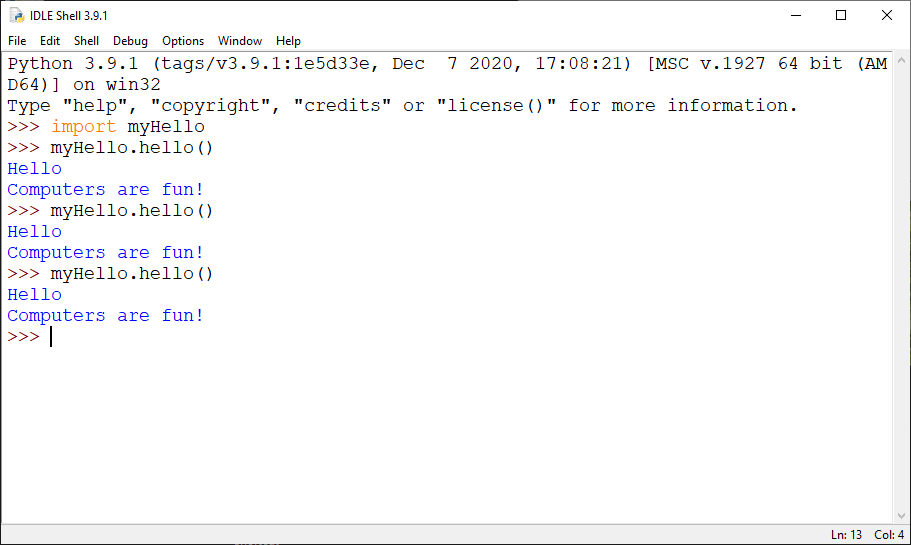 IDLE Shell 3.9.1
File Edit Shell Debug Options Window Help
Python 3.9.1 (tags/v3.9.1:1e5d33e, Dec  7 2020, 17:08:21) [MSC v.1927 64 bit (AM
D64)] on win32
Type "help", "copyright", "credits" or "license()" for more information.
>>> import myHello
>>> myHello.hello()
Hello
Computers are fun!
>>> myHello.hello()
Hello
Computers are fun!
>>> myHello.hello()
Hello
Computers are fun!
>>>
Ln: 13 Col: 4